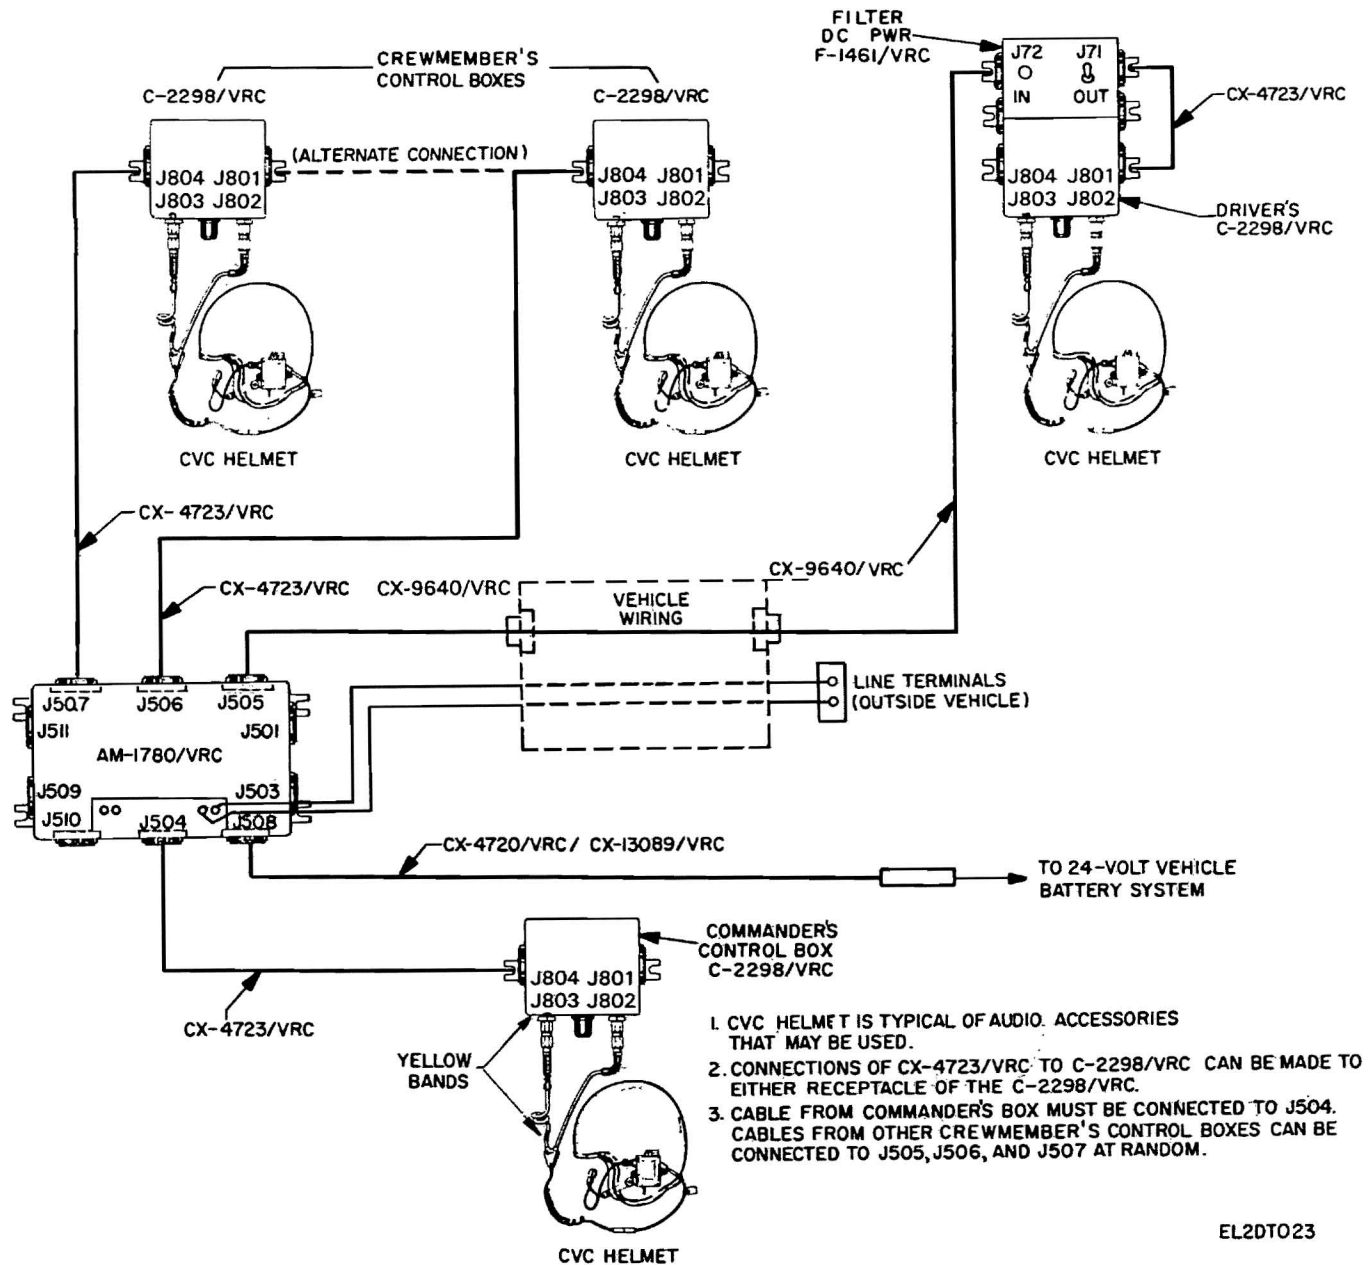 FILTER
DC PWR
F-1461/VRC
CREWMEMBER'S
CONTROL BOXES
C-2298/VRC
C-2298/VRC
J72 J71
IN OUT
CX-4723/VRC
(ALTERNATE CONNECTION)
J804 J801
J803 J802
J804 J801
J803 J802
J804 J801
J803 J802
DRIVER'S
C-2298/VRC
CVC HELMET
CVC HELMET
CVC HELMET
CX-4723/VRC
CX-4723/VRC
CX-9640/VRC
VEHICLE
WIRING
CX-9640/VRC
LINE TERMINALS
(OUTSIDE VEHICLE)
J507 J506 J505
J511 J501
AM-1780/VRC
J509 J503
J510 J504 J508
CX-4720/VRC/ CX-13089/VRC
TO 24-VOLT VEHICLE
BATTERY SYSTEM
COMMANDER'S
CONTROL BOX
C-2298/VRC
J804 J801
J803 J802
CX-4723/VRC
YELLOW
BANDS
CVC HELMET
1. CVC HELMET IS TYPICAL OF AUDIO. ACCESSORIES
THAT MAY BE USED.
2. CONNECTIONS OF CX-4723/VRC TO C-2298/VRC CAN BE MADE TO
EITHER RECEPTACLE OF THE C-2298/VRC.
3. CABLE FROM COMMANDER'S BOX MUST BE CONNECTED TO J504.
CABLES FROM OTHER CREWMEMBER'S CONTROL BOXES CAN BE
CONNECTED TO J505, J506, AND J507 AT RANDOM.
EL2DT023